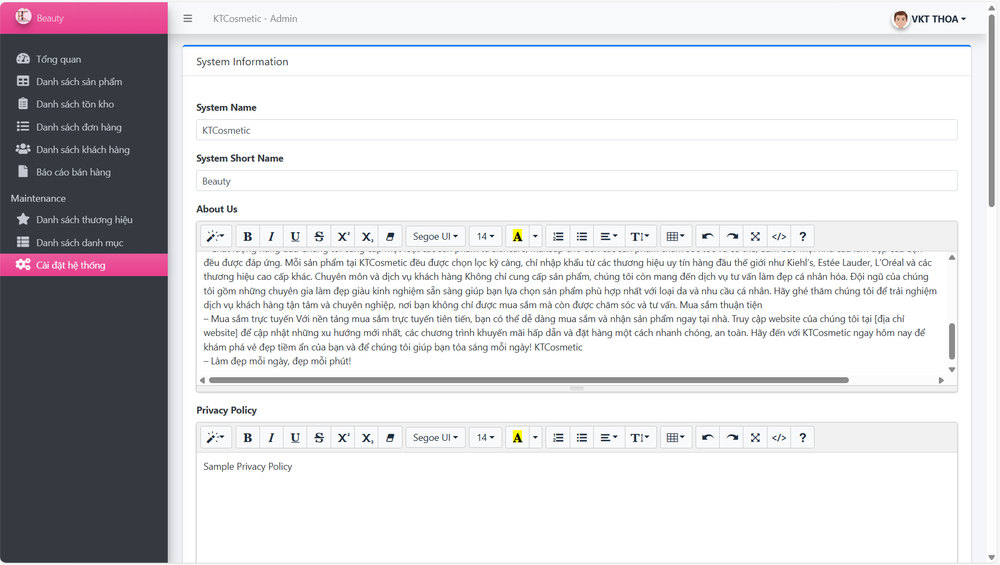 Beauty
KTCosmetic - Admin
VKT THOA
Tổng quan
Danh sách sản phẩm
Danh sách tồn kho
Danh sách đơn hàng
Danh sách khách hàng
Báo cáo bán hàng
Maintenance
Danh sách thương hiệu
Danh sách danh mục
Cài đặt hệ thống
System Information
System Name
KTCosmetic
System Short Name
Beauty
About Us
Segoe UI
14
đều được đáp ứng. Mỗi sản phẩm tại KTCosmetic đều được chọn lọc kỹ càng, chỉ nhập khẩu từ các thương hiệu uy tín hàng đầu thế giới như Kiehl’s, Estée Lauder, L’Oréal và các
thương hiệu cao cấp khác. Chuyên môn và dịch vụ khách hàng Không chỉ cung cấp sản phẩm, chúng tôi còn mang đến dịch vụ tư vấn làm đẹp cá nhân hóa. Đội ngũ của chúng
tôi gồm những chuyên gia làm đẹp giàu kinh nghiệm sẵn sàng giúp bạn lựa chọn sản phẩm phù hợp nhất với loại da và nhu cầu cá nhân. Hãy ghé thăm chúng tôi để trải nghiệm
dịch vụ khách hàng tận tâm và chuyên nghiệp, nơi bạn không chỉ được mua sắm mà còn được chăm sóc và tư vấn. Mua sắm thuận tiện
– Mua sắm trực tuyến Với nền tảng mua sắm trực tuyến tiên tiến, bạn có thể dễ dàng mua sắm và nhận sản phẩm ngay tại nhà. Truy cập website của chúng tôi tại [địa chỉ
website] để cập nhật những xu hướng mới nhất, các chương trình khuyến mãi hấp dẫn và đặt hàng một cách nhanh chóng, an toàn. Hãy đến với KTCosmetic ngay hôm nay để
khám phá vẻ đẹp tiềm ẩn của bạn và để chúng tôi giúp bạn tỏa sáng mỗi ngày! KTCosmetic
– Làm đẹp mỗi ngày, đẹp mỗi phút!
Privacy Policy
Segoe UI
14
Sample Privacy Policy